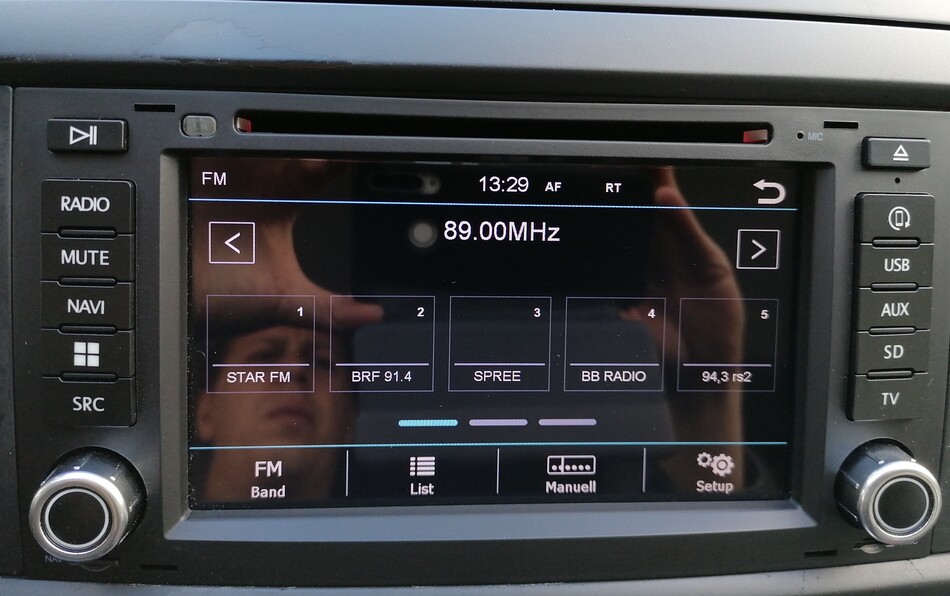 MIC
RADIO
MUTE
NAVI
SRC
FM
13:29 AF RT
89.00MHz
<
>
1
STAR FM
2
BRF 91.4
3
SPREE
4
BB RADIO
5
94,3 rs2
FM
Band
List
Manuell
Setup
USB
AUX
SD
TV